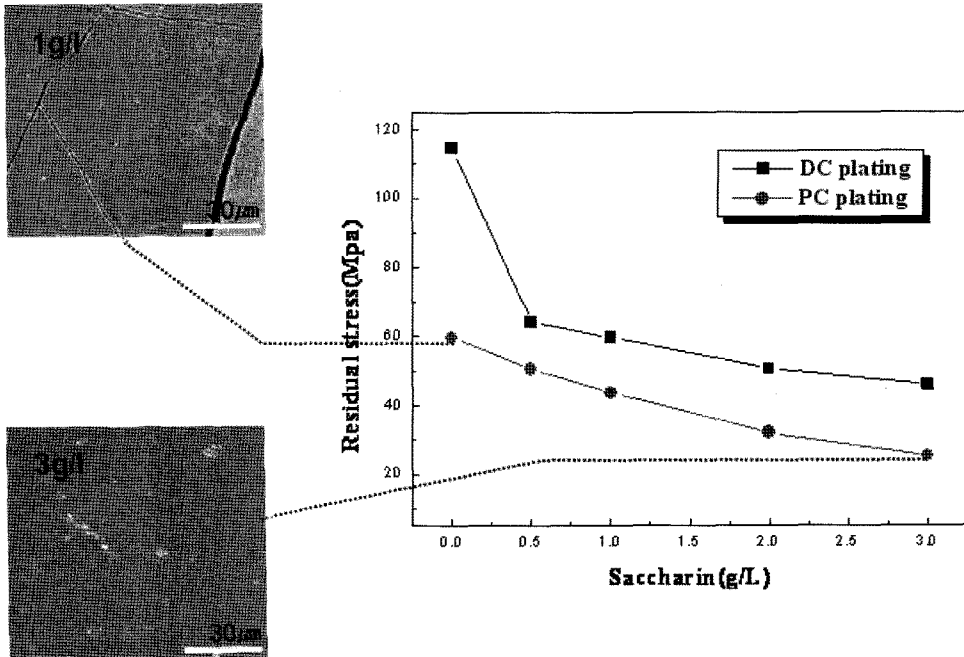 1g/l
30㎛
3g/l
30㎛
Residual stress(Mpa)
120
100
80
60
40
20
0.0 0.5 1.0 1.5 2.0 2.5 3.0
Saccharin(g/L)
DC plating
PC plating